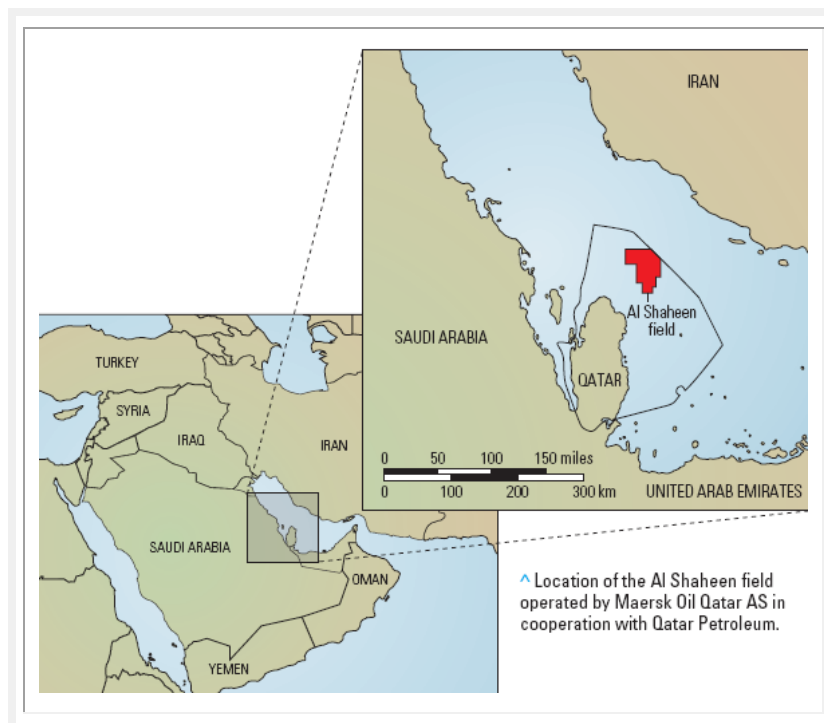 IRAN
Al Shaheen
field
SAUDI ARABIA
QATAR
0 50 100 150 miles
0 100 200 300 km
UNITED ARAB EMIRATES
TURKEY
SYRIA
IRAQ
IRAN
SAUDI ARABIA
OMAN
YEMEN
^ Location of the Al Shaheen field
operated by Maersk Oil Qatar AS in
cooperation with Qatar Petroleum.